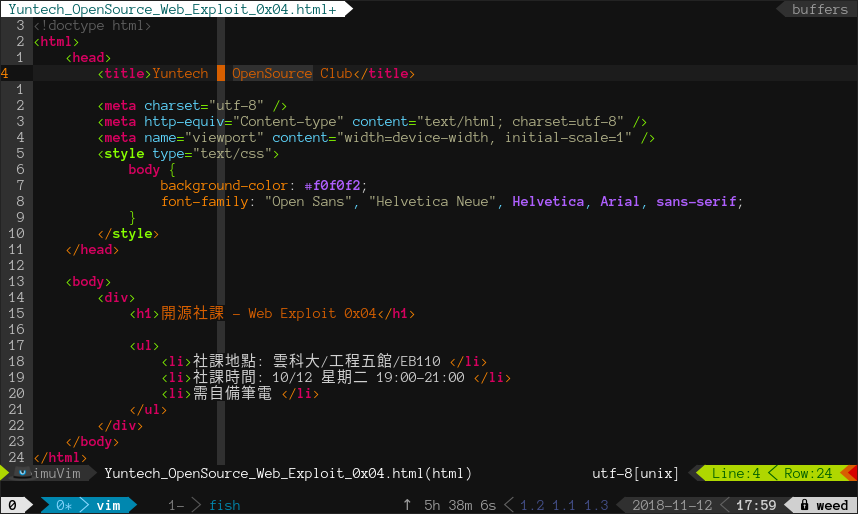 Yuntech_OpenSource_Web_Exploit_0x04.html+ buffers
3 <!doctype html>
2 <html>
1 <head>
4 <title>Yuntech OpenSource Club</title>
1
2 <meta charset="utf-8" />
3 <meta http-equiv="Content-type" content="text/html; charset=utf-8" />
4 <meta name="viewport" content="width=device-width, initial-scale=1" />
5 <style type="text/css">
6 body {
7 background-color: #f0f0f2;
8 font-family: "Open Sans", "Helvetica Neue", Helvetica, Arial, sans-serif;
9 }
10 </style>
11 </head>
12
13 <body>
14 <div>
15 <h1>開源社課 - Web Exploit 0x04</h1>
16
17 <ul>
18 <li>社課地點: 雲科大/工程五館/EB110 </li>
19 <li>社課時間: 10/12 星期二 19:00-21:00 </li>
20 <li>需自備筆電 </li>
21 </ul>
22 </div>
23 </body>
24 </html>
imuVim Yuntech_OpenSource_Web_Exploit_0x04.html(html) utf-8[unix] Line:4 Row:24
0 0* vim 1- fish ↑ 5h 38m 6s 1.2 1.1 1.3 2018-11-12 17:59 weed